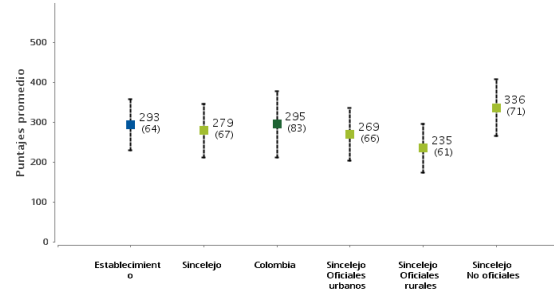 Puntajes promedio
500
400
300
200
100
0
293
(64)
279
(67)
295
(83)
269
(66)
235
(61)
336
(71)
Establecimient
o
Sincelejo
Colombia
Sincelejo
Oficiales
urbanos
Sincelejo
Oficiales
rurales
Sincelejo
No oficiales